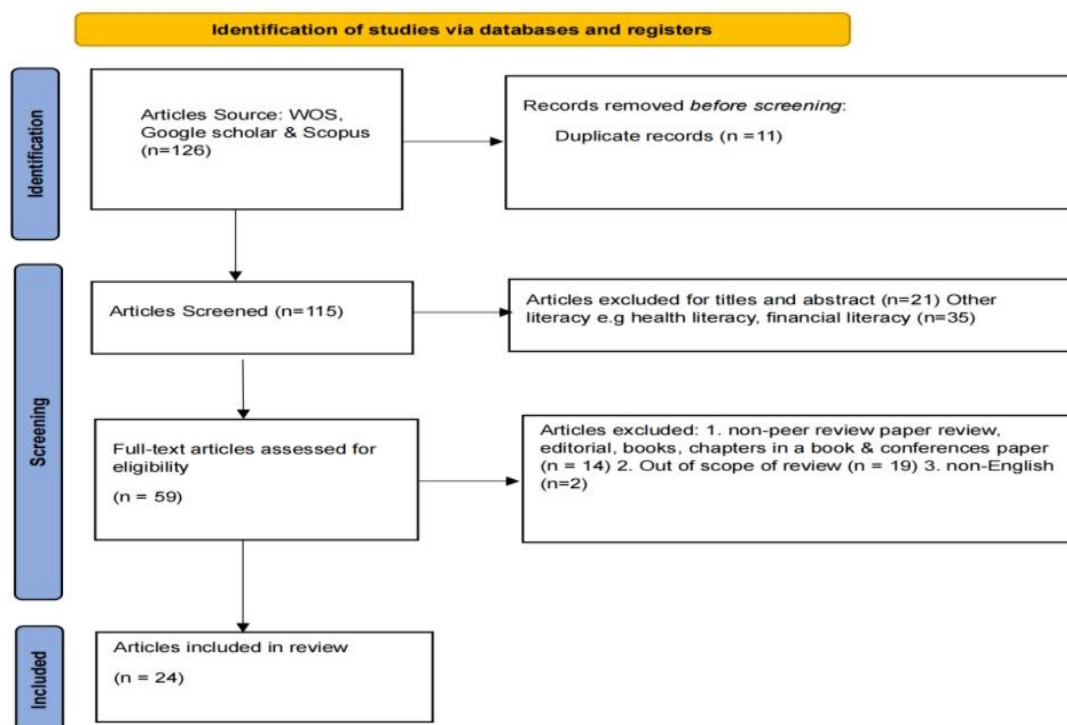 Identification of studies via databases and registers
Identification
Articles Source: WOS,
Google scholar & Scopus
(n=126)
Records removed before screening:
Duplicate records (n =11)
Screening
Articles Screened (n=115)
Articles excluded for titles and abstract (n=21) Other
literacy e.g health literacy, financial literacy (n=35)
Full-text articles assessed for
eligibility
(n = 59)
Articles excluded: 1. non-peer review paper review,
editorial, books, chapters in a book & conferences paper
(n = 14) 2. Out of scope of review (n = 19) 3. non-English
(n=2)
Included
Articles included in review
(n = 24)